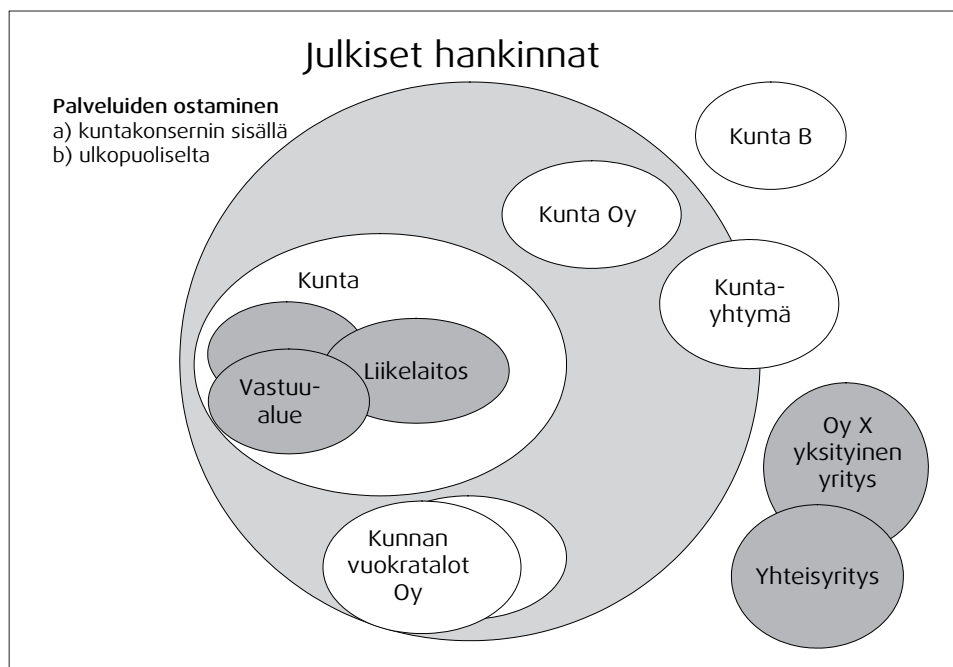 Julkiset hankinnat
Palveluiden ostaminen
a) kuntakonsernin sisällä
b) ulkopuoliselta
Kunta B
Kunta Oy
Kunta
Kunta-
yhtymä
Liikelaitos
Vastuu-
alue
Oy X
yksityinen
yritys
Kunnan
vuokratalot
Oy
Yhteisyritys